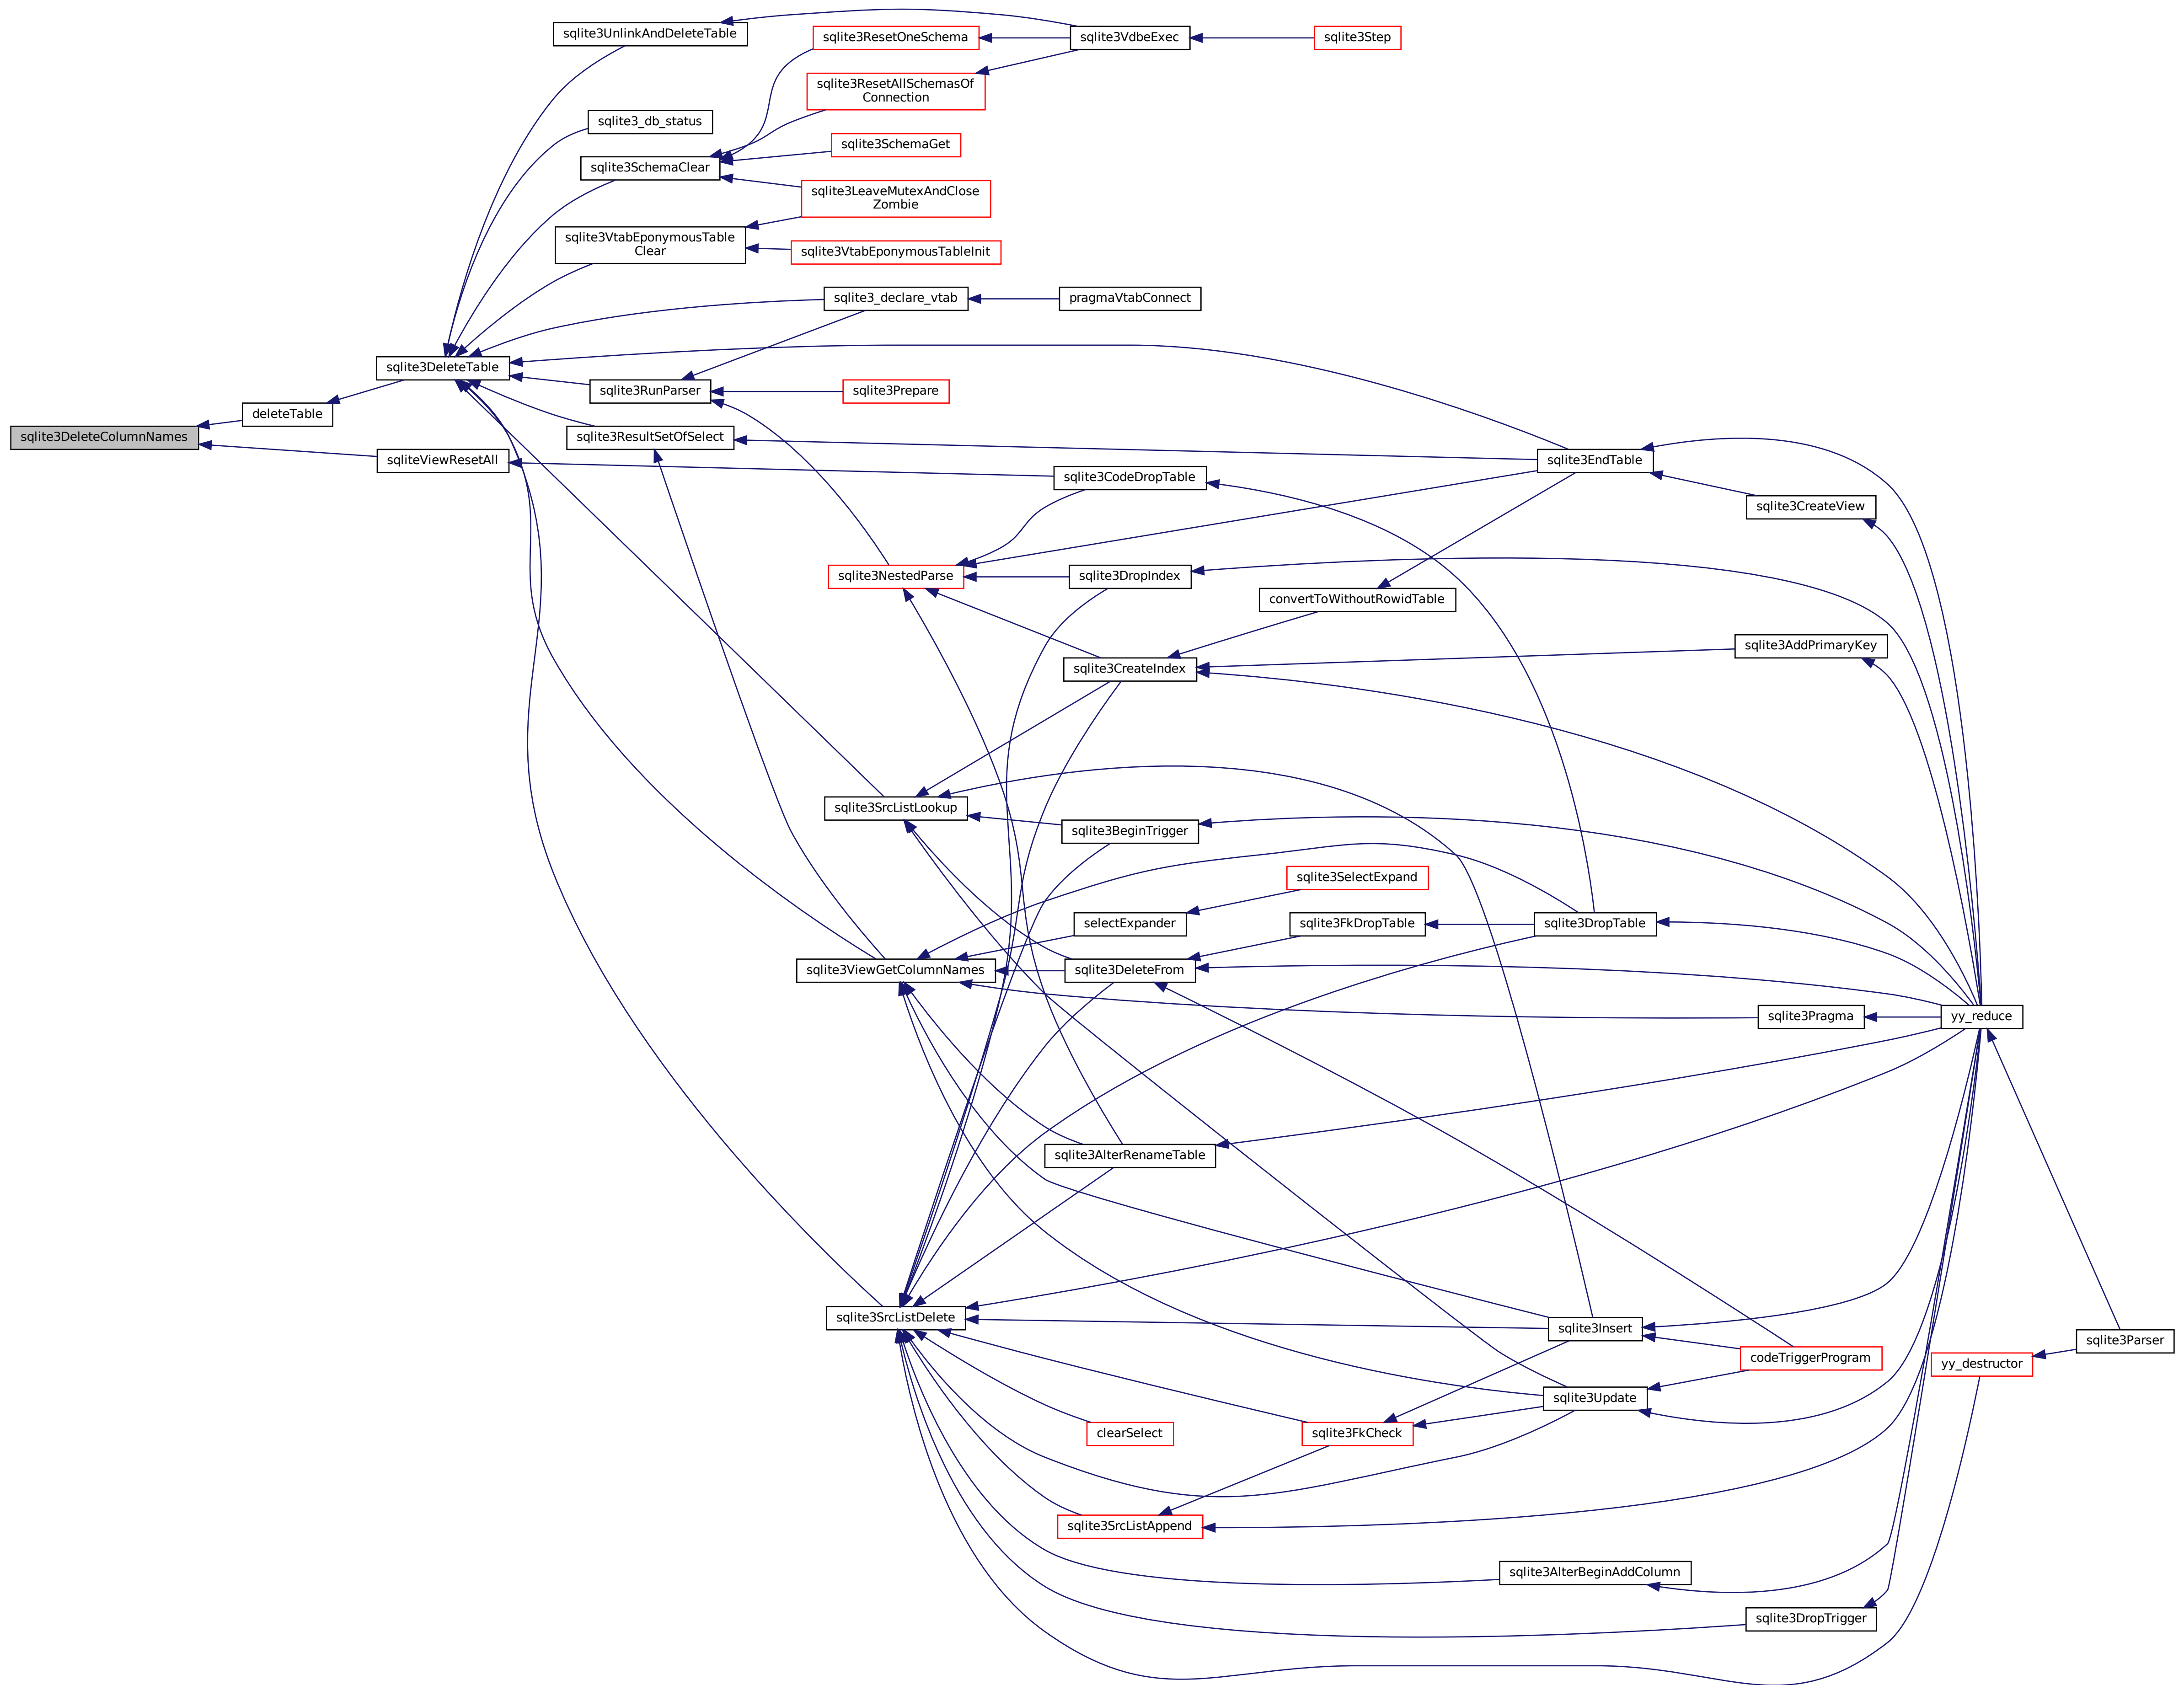 sqlite3UnlinkAndDeleteTable
sqlite3ResetOneSchema
sqlite3VdbeExec
sqlite3Step
sqlite3ResetAllSchemasOf
Connection
sqlite3_db_status
sqlite3SchemaGet
sqlite3SchemaClear
sqlite3LeaveMutexAndClose
Zombie
sqlite3VtabEponymousTable
Clear
sqlite3VtabEponymousTableInit
sqlite3_declare_vtab
pragmaVtabConnect
sqlite3DeleteTable
sqlite3RunParser
sqlite3Prepare
deleteTable
sqlite3DeleteColumnNames
sqlite3ResultSetOfSelect
sqliteViewResetAll
sqlite3EndTable
sqlite3CodeDropTable
sqlite3CreateView
sqlite3NestedParse
sqlite3DropIndex
convertToWithoutRowidTable
sqlite3AddPrimaryKey
sqlite3CreateIndex
sqlite3SrcListLookup
sqlite3BeginTrigger
sqlite3SelectExpand
selectExpander
sqlite3FkDropTable
sqlite3DropTable
sqlite3ViewGetColumnNames
sqlite3DeleteFrom
sqlite3Pragma
yy_reduce
sqlite3AlterRenameTable
sqlite3SrcListDelete
sqlite3Insert
sqlite3Parser
codeTriggerProgram
yy_destructor
sqlite3Update
clearSelect
sqlite3FkCheck
sqlite3SrcListAppend
sqlite3AlterBeginAddColumn
sqlite3DropTrigger